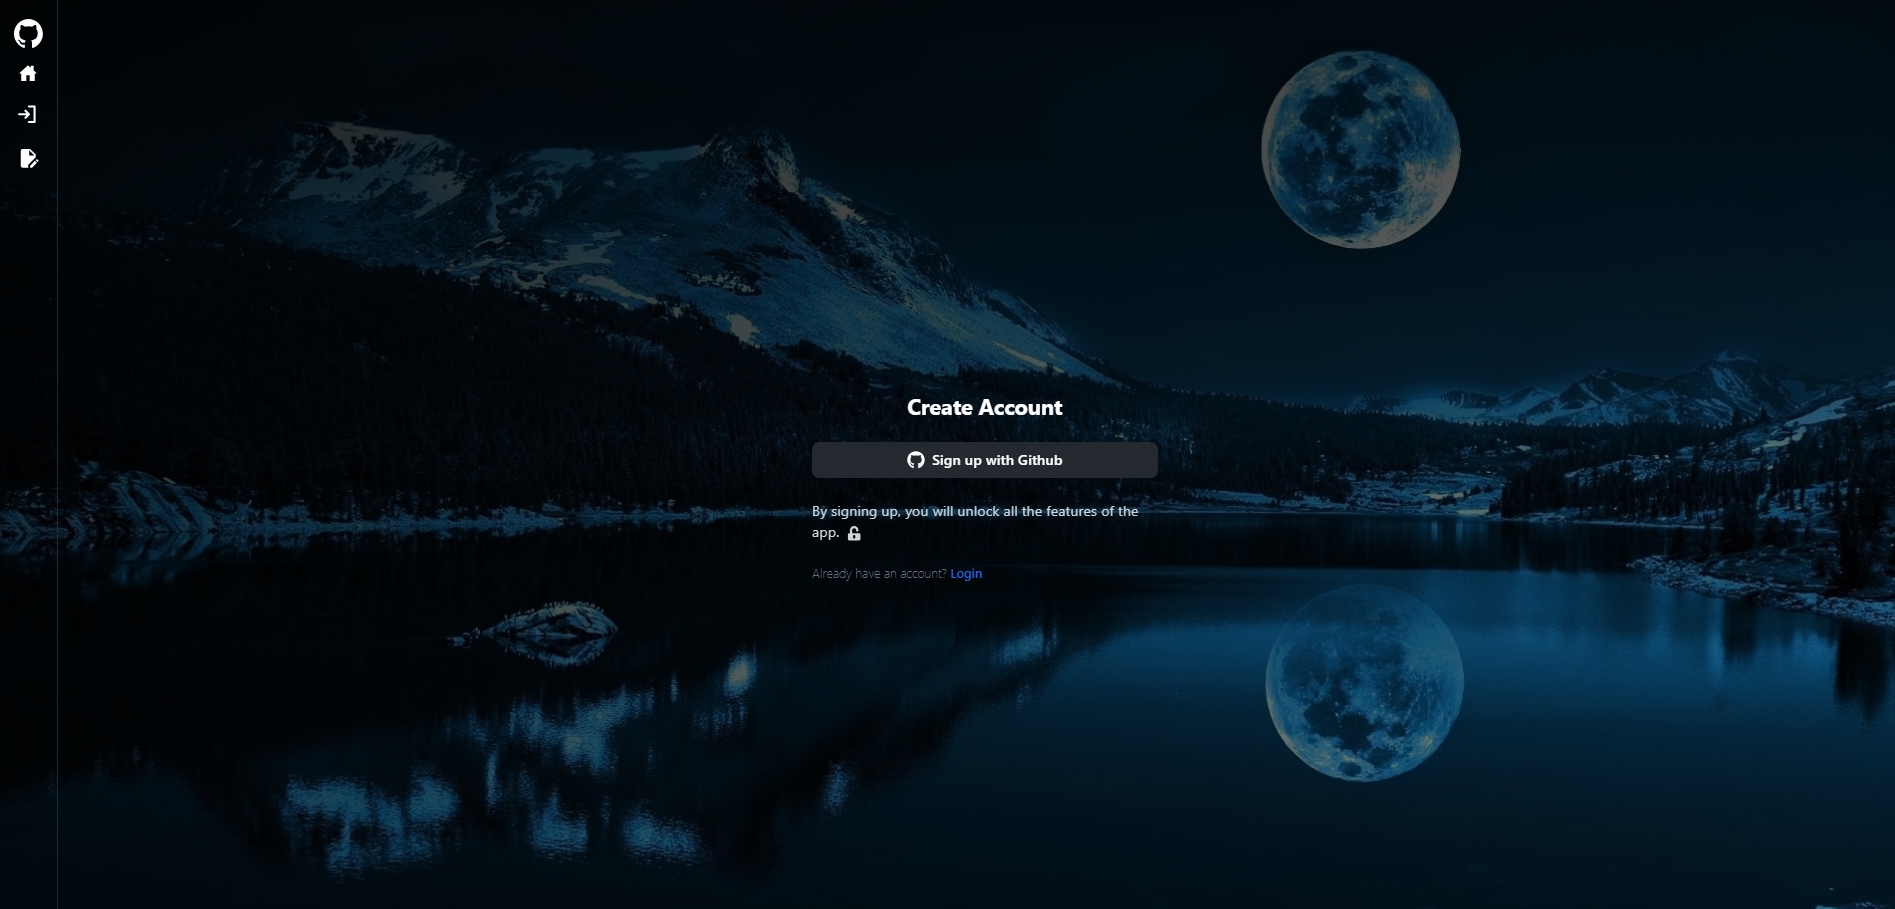 Create Account
Sign up with Github
By signing up, you will unlock all the features of the
app.
Already have an account? Login